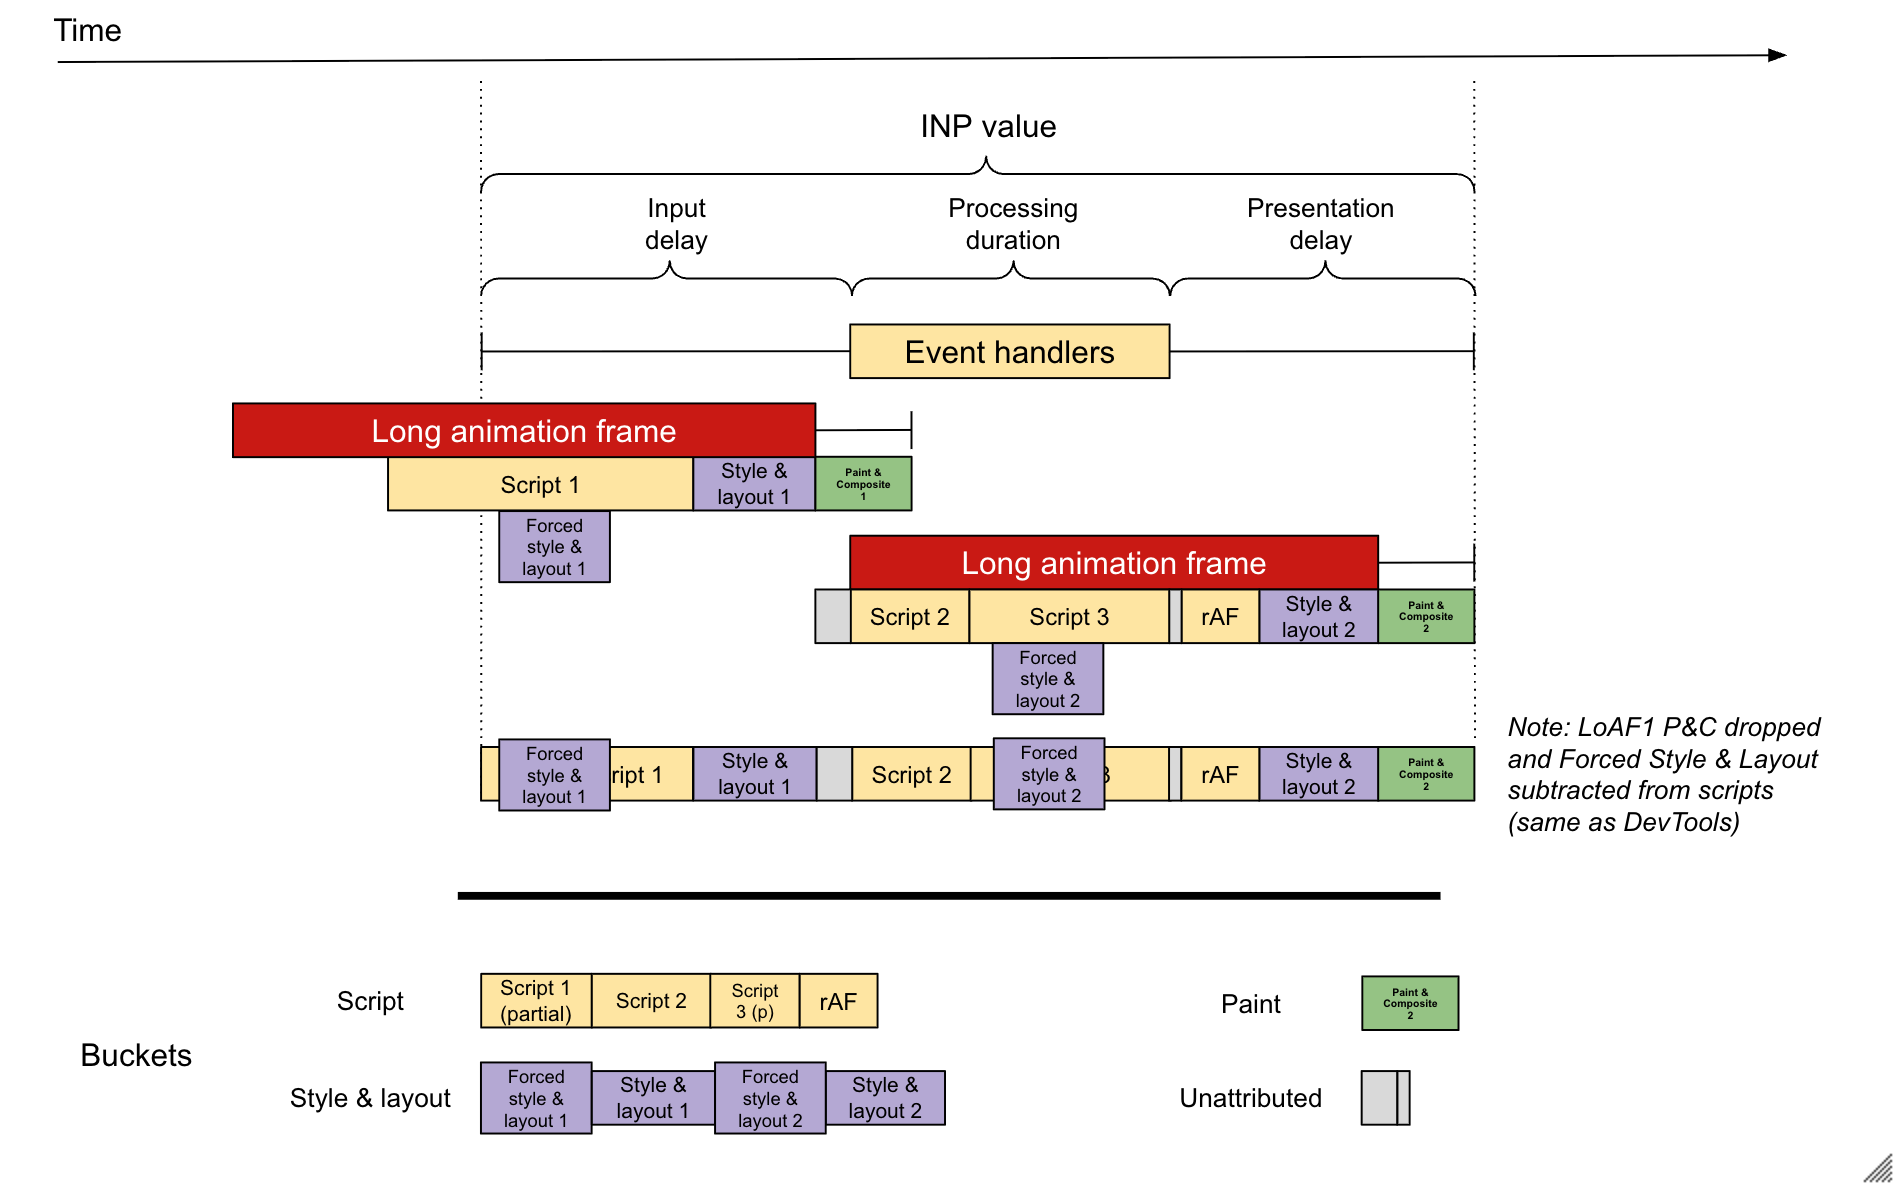 Time
INP value
Input
delay
Processing
duration
Presentation
delay
Event handlers
Long animation frame
Script 1
Style &
layout 1
Paint &
Composite
1
Forced
style &
layout 1
Long animation frame
Script 2
Script 3
rAF
Style &
layout 2
Paint &
Composite
2
Forced
style &
layout 2
Forced
style &
layout 1
ript 1
Style &
layout 1
Script 2
Forced
style &
layout 2
3
rAF
Style &
layout 2
Paint &
Composite
2
Note: LoAF1 P&C dropped
and Forced Style & Layout
subtracted from scripts
(same as DevTools)
Buckets
Script
Script 1
(partial)
Script 2
Script
3 (p)
rAF
Paint
Paint &
Composite
2
Style & layout
Forced
style &
layout 1
Style &
layout 1
Forced
style &
layout 2
Style &
layout 2
Unattributed